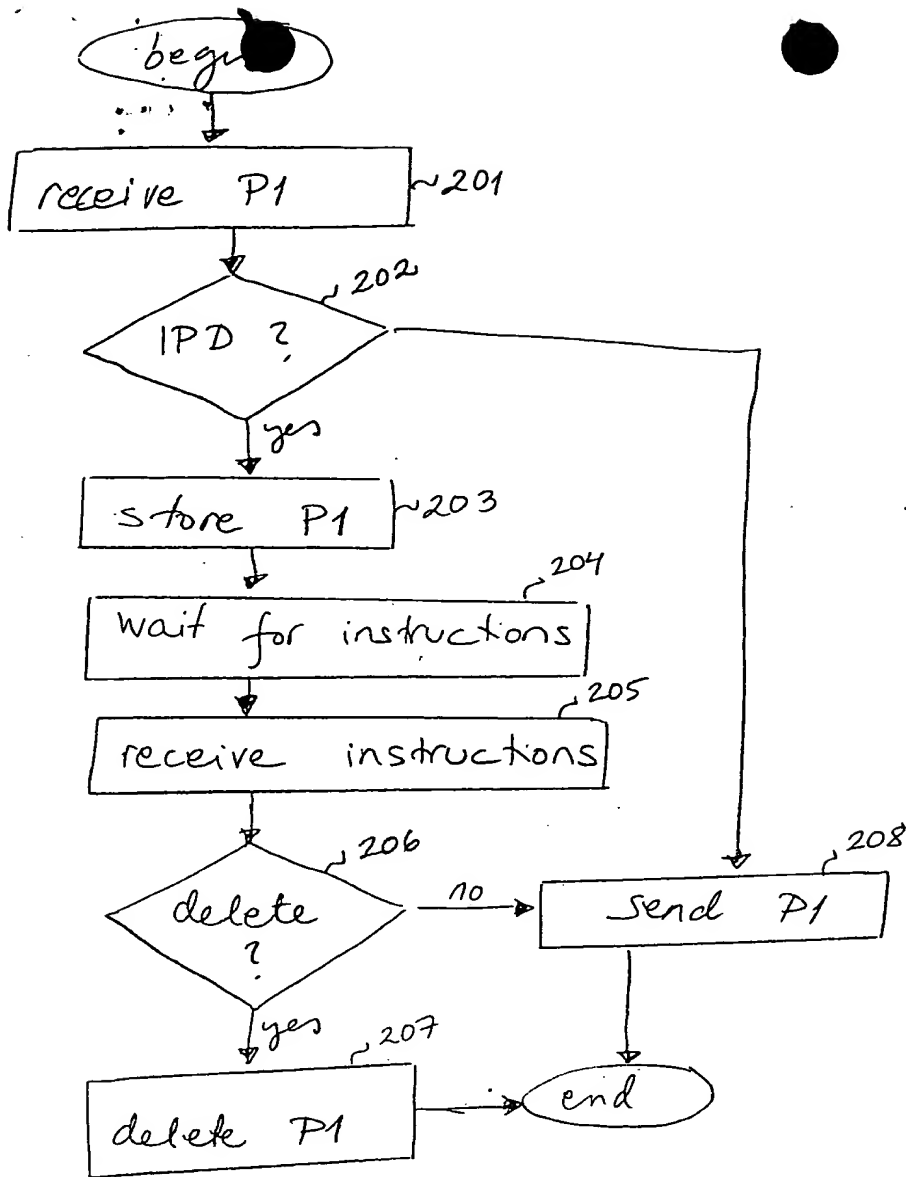 begin
receive P1
201
202
IPD ?
yes
store P1
203
204
wait for instructions
205
receive instructions
206
delete
?
no
208
send P1
yes
207
delete P1
end